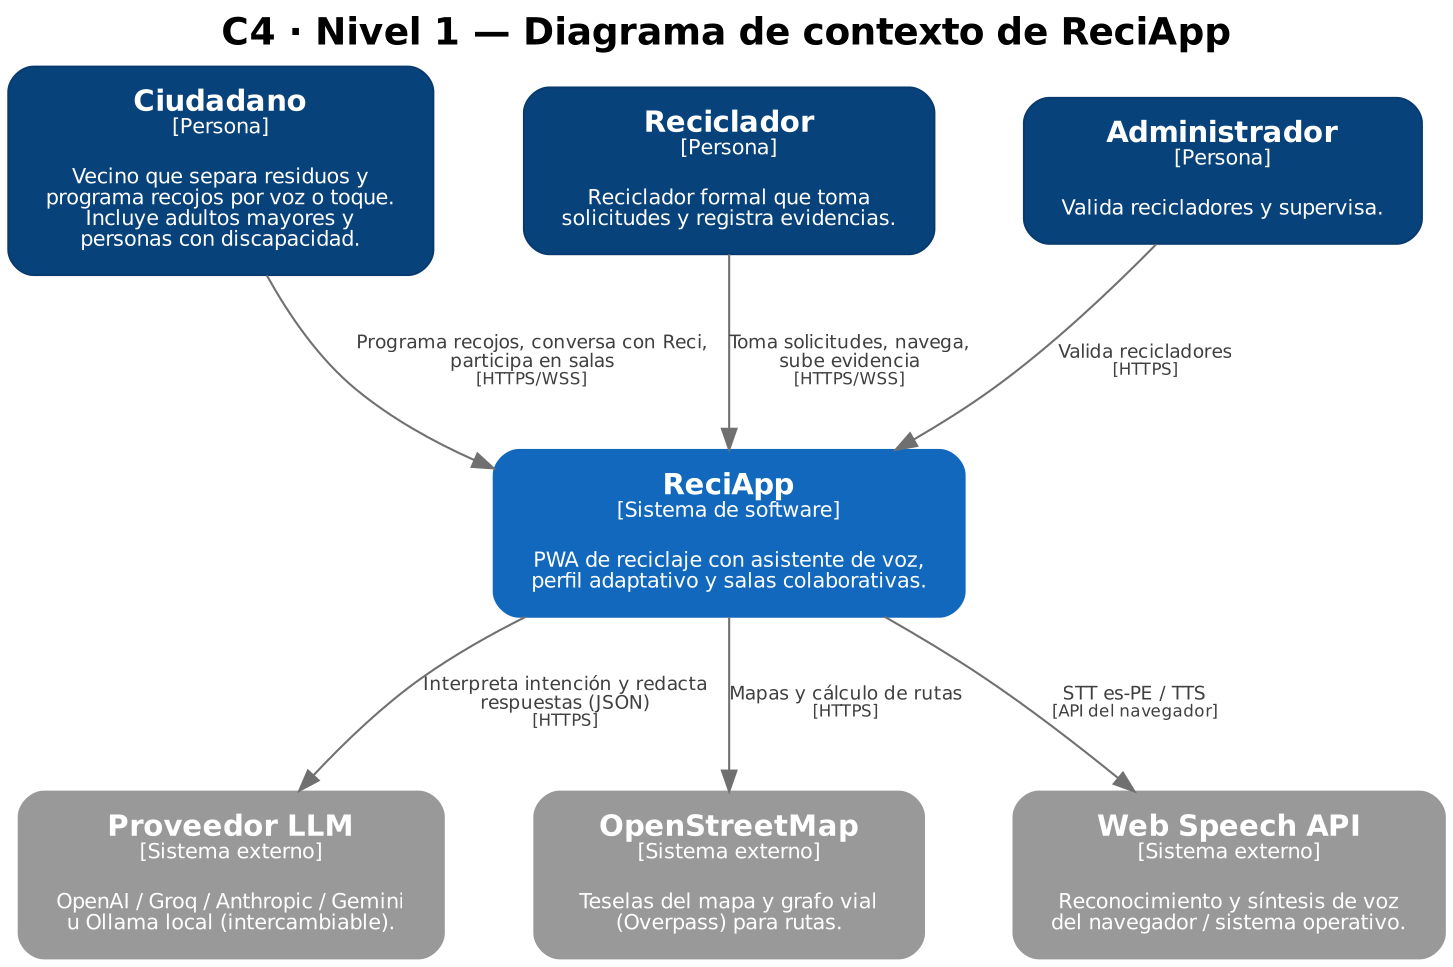 C4 · Nivel 1 — Diagrama de contexto de ReciApp
Ciudadano
[Persona]
Vecino que separa residuos y
programa recojos por voz o toque.
Incluye adultos mayores y
personas con discapacidad.
Reciclador
[Persona]
Reciclador formal que toma
solicitudes y registra evidencias.
Administrador
[Persona]
Valida recicladores y supervisa.
Programa recojos, conversa con Reci,
participa en salas
[HTTPS/WSS]
Toma solicitudes, navega,
sube evidencia
[HTTPS/WSS]
Valida recicladores
[HTTPS]
ReciApp
[Sistema de software]
PWA de reciclaje con asistente de voz,
perfil adaptativo y salas colaborativas.
Interpreta intención y redacta
respuestas (JSON)
[HTTPS]
Mapas y cálculo de rutas
[HTTPS]
STT es-PE / TTS
[API del navegador]
Proveedor LLM
[Sistema externo]
OpenAI / Groq / Anthropic / Gemini
u Ollama local (intercambiable).
OpenStreetMap
[Sistema externo]
Teselas del mapa y grafo vial
(Overpass) para rutas.
Web Speech API
[Sistema externo]
Reconocimiento y síntesis de voz
del navegador / sistema operativo.